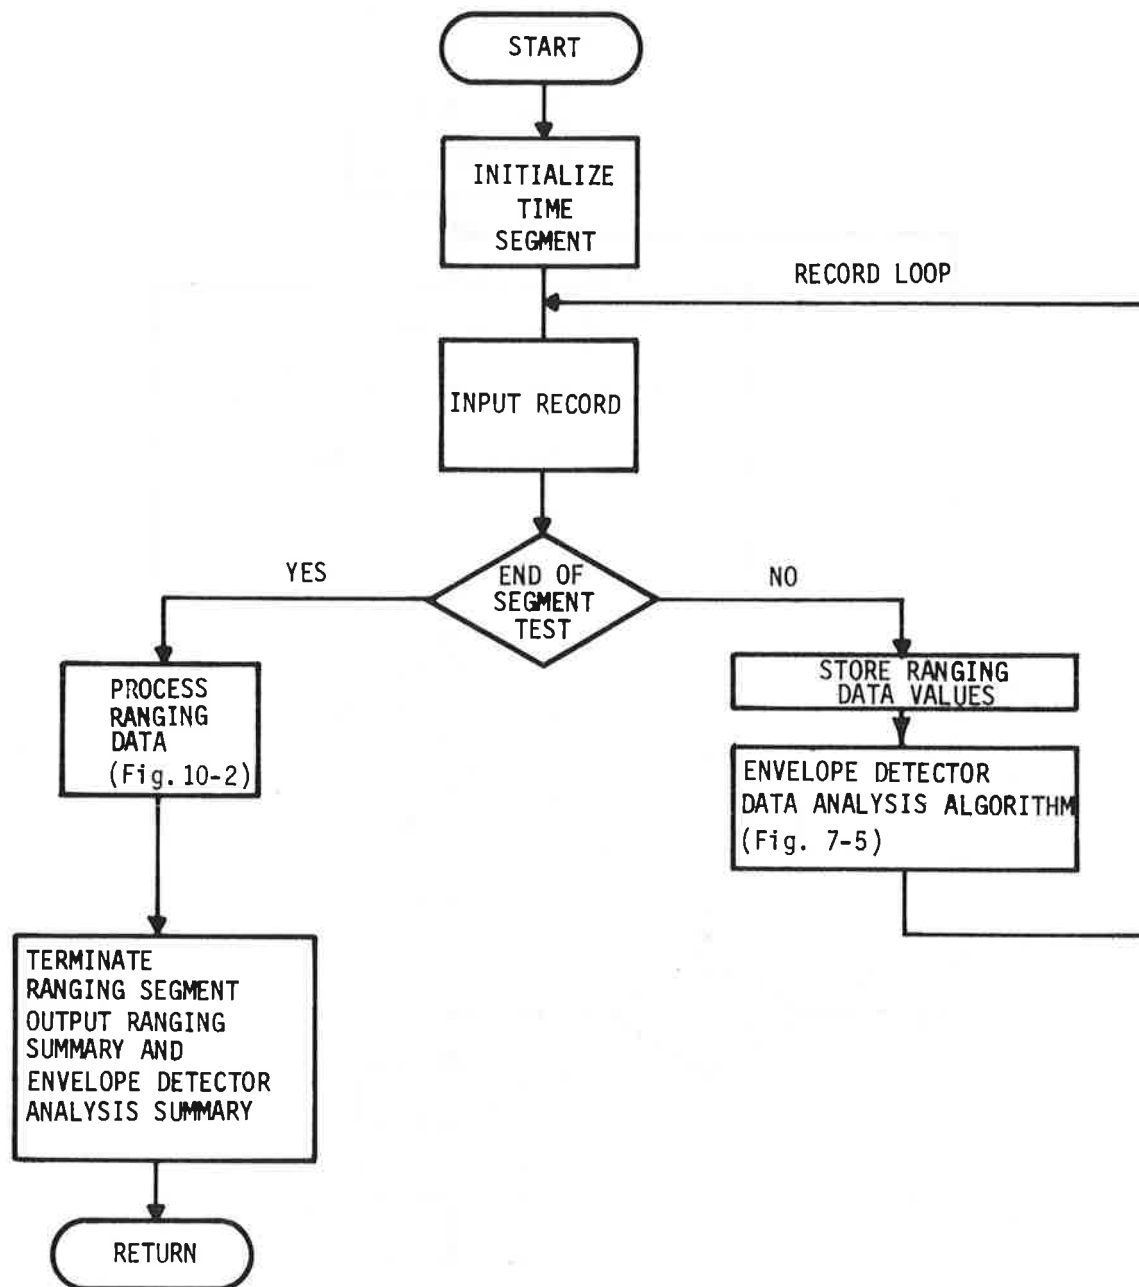 START
INITIALIZE
TIME
SEGMENT
RECORD LOOP
INPUT RECORD
END OF
SEGMENT
TEST
YES
NO
PROCESS
RANGING
DATA
(Fig. 10-2)
STORE RANGING
DATA VALUES
ENVELOPE DETECTOR
DATA ANALYSIS ALGORITHM
(Fig. 7-5)
TERMINATE
RANGING SEGMENT
OUTPUT RANGING
SUMMARY AND
ENVELOPE DETECTOR
ANALYSIS SUMMARY
RETURN